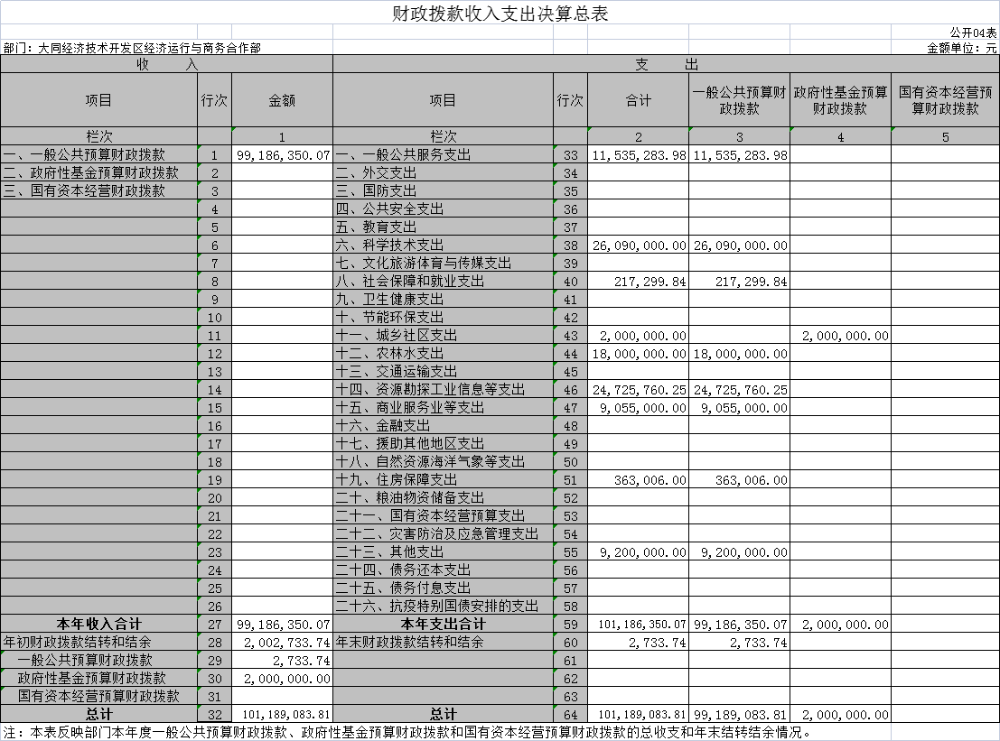 财政拨款收入支出决算总表
公开04表
部门：大同经济技术开发区经济运行与商务合作部 金额单位：元
收 入 支 出
项目 行次 金额 项目 行次 合计 一般公共预算财政拨款 政府性基金预算财政拨款 国有资本经营预算财政拨款
栏次 1 栏次 2 3 4 5
一、一般公共预算财政拨款 1 99,186,350.07 一、一般公共服务支出 33 11,535,283.98 11,535,283.98
二、政府性基金预算财政拨款 2 二、外交支出 34
三、国有资本经营财政拨款 3 三、国防支出 35
4 四、公共安全支出 36
5 五、教育支出 37
6 六、科学技术支出 38 26,090,000.00 26,090,000.00
7 七、文化旅游体育与传媒支出 39
8 八、社会保障和就业支出 40 217,299.84 217,299.84
9 九、卫生健康支出 41
10 十、节能环保支出 42
11 十一、城乡社区支出 43 2,000,000.00 2,000,000.00
12 十二、农林水支出 44 18,000,000.00 18,000,000.00
13 十三、交通运输支出 45
14 十四、资源勘探工业信息等支出 46 24,725,760.25 24,725,760.25
15 十五、商业服务业等支出 47 9,055,000.00 9,055,000.00
16 十六、金融支出 48
17 十七、援助其他地区支出 49
18 十八、自然资源海洋气象等支出 50
19 十九、住房保障支出 51 363,006.00 363,006.00
20 二十、粮油物资储备支出 52
21 二十一、国有资本经营预算支出 53
22 二十二、灾害防治及应急管理支出 54
23 二十三、其他支出 55 9,200,000.00 9,200,000.00
24 二十四、债务还本支出 56
25 二十五、债务付息支出 57
26 二十六、抗疫特别国债安排的支出 58
本年收入合计 27 99,186,350.07 本年支出合计 59 101,186,350.07 99,186,350.07 2,000,000.00
年初财政拨款结转和结余 28 2,002,733.74 年末财政拨款结转和结余 60 2,733.74 2,733.74
一般公共预算财政拨款 29 2,733.74 61
政府性基金预算财政拨款 30 2,000,000.00 62
国有资本经营预算财政拨款 31 63
总计 32 101,189,083.81 总计 64 101,189,083.81 99,189,083.81 2,000,000.00
注：本表反映部门本年度一般公共预算财政拨款、政府性基金预算财政拨款和国有资本经营预算财政拨款的总收支和年末结转结余情况。